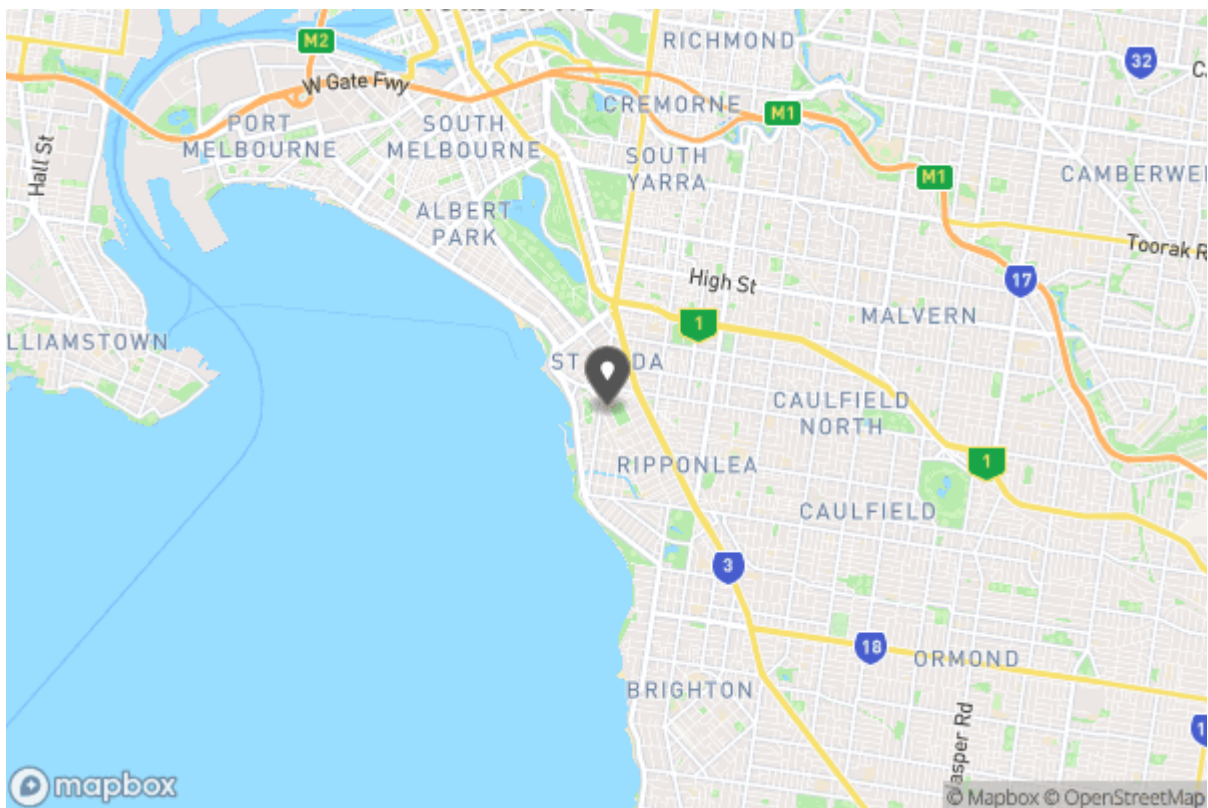 RICHMOND
M2
32
W Gate Fwy
CREMORNE
M1
PORT
MELBOURNE
SOUTH
MELBOURNE
Hall St
SOUTH
YARRA
M1
CAMBERWE
ALBERT
PARK
Toorak R
High St
17
1
MALVERN
LLIAMSTOWN
ST
DA
CAULFIELD
NORTH
RIPPONLEA
1
CAULFIELD
3
18
ORMOND
BRIGHTON
asper Rd
1
mapbox
© Mapbox © OpenStreetMap